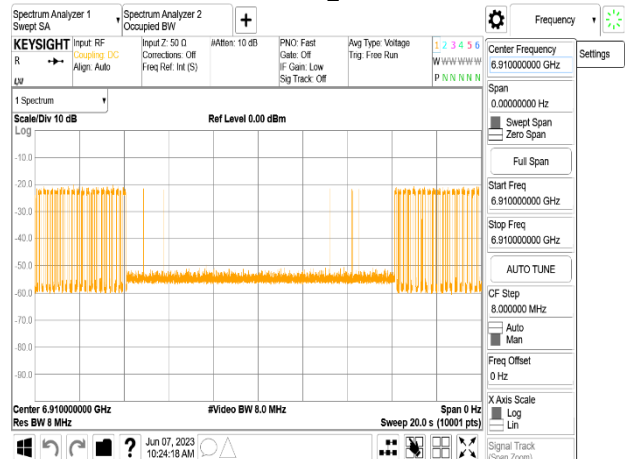 Spectrum Analyzer 1
Swept SA
Spectrum Analyzer 2
Occupied BW
+
Frequency
KEYSIGHT
R
Input: RF
Coupling: DC
Align: Auto
Input Z: 50 Ω
Corrections: Off
Freq Ref: Int (S)
#Atten: 10 dB
PNO: Fast
Gate: Off
IF Gain: Low
Sig Track: Off
Avg Type: Voltage
Trig: Free Run
1 2 3 4 5 6
W W W W W W
P N N N N N
Settings
1 Spectrum
Scale/Div 10 dB
Ref Level 0.00 dBm
Log
-10.0
-20.0
-30.0
-40.0
-50.0
-60.0
-70.0
-80.0
-90.0
Center 6.910000000 GHz
Res BW 8 MHz
#Video BW 8.0 MHz
Span 0 Hz
Sweep 20.0 s (10001 pts)
Center Frequency
6.910000000 GHz
Span
0.00000000 Hz
Swept Span
Zero Span
Full Span
Start Freq
6.910000000 GHz
Stop Freq
6.910000000 GHz
AUTO TUNE
CF Step
8.000000 MHz
Auto
Man
Freq Offset
0 Hz
X Axis Scale
Log
Lin
Signal Track
(Span Zoom)
?
Jun 07, 2023
10:24:18 AM